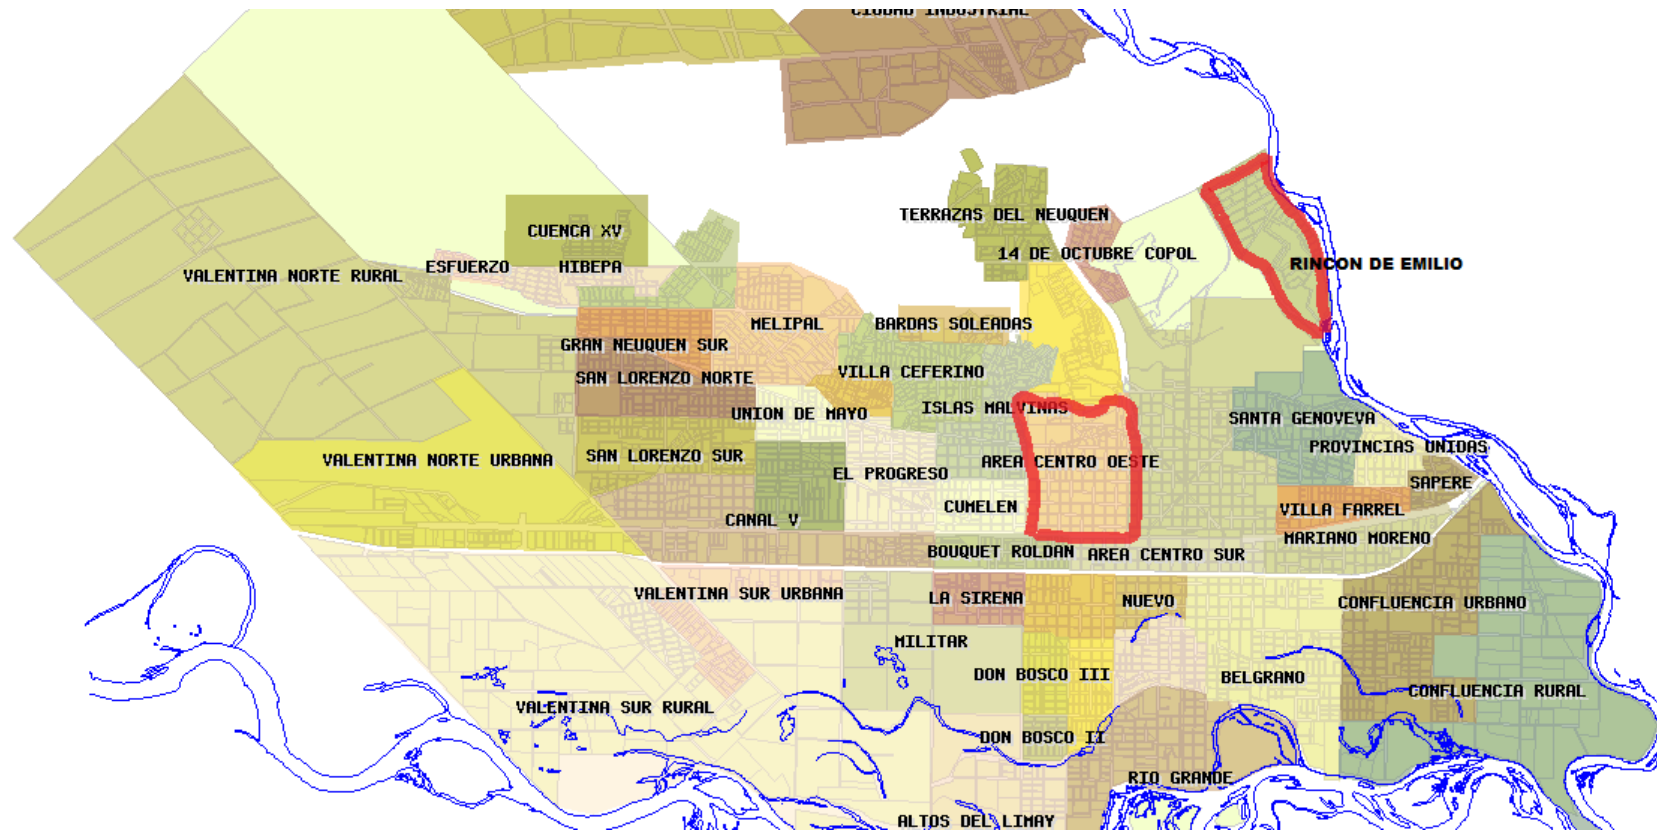 CIUDAD INDUSTRIAL
TERRAZAS DEL NEUQUEN
CUENCA XV
14 DE OCTUBRE COPOL
RINCON DE EMILIO
ESFUERZO
HIBEPA
VALENTINA NORTE RURAL
MELIPAL
BARDAS SOLEADAS
GRAN NEUQUEN SUR
VILLA CEFERINO
SAN LORENZO NORTE
UNION DE MAYO
ISLAS MALVINAS
SANTA GENOVEVA
PROVINCIAS UNIDAS
VALENTINA NORTE URBANA
SAN LORENZO SUR
AREA CENTRO OESTE
EL PROGRESO
SAPERE
CUMELEN
VILLA FARREL
CANAL V
MARIANO MORENO
BOUQUET ROLDAN
AREA CENTRO SUR
VALENTINA SUR URBANA
LA SIRENA
NUEVO
CONFLUENCIA URBANO
MILITAR
DON BOSCO III
BELGRANO
CONFLUENCIA RURAL
VALENTINA SUR RURAL
DON BOSCO II
RIO GRANDE
ALTOS DEL LIMAY